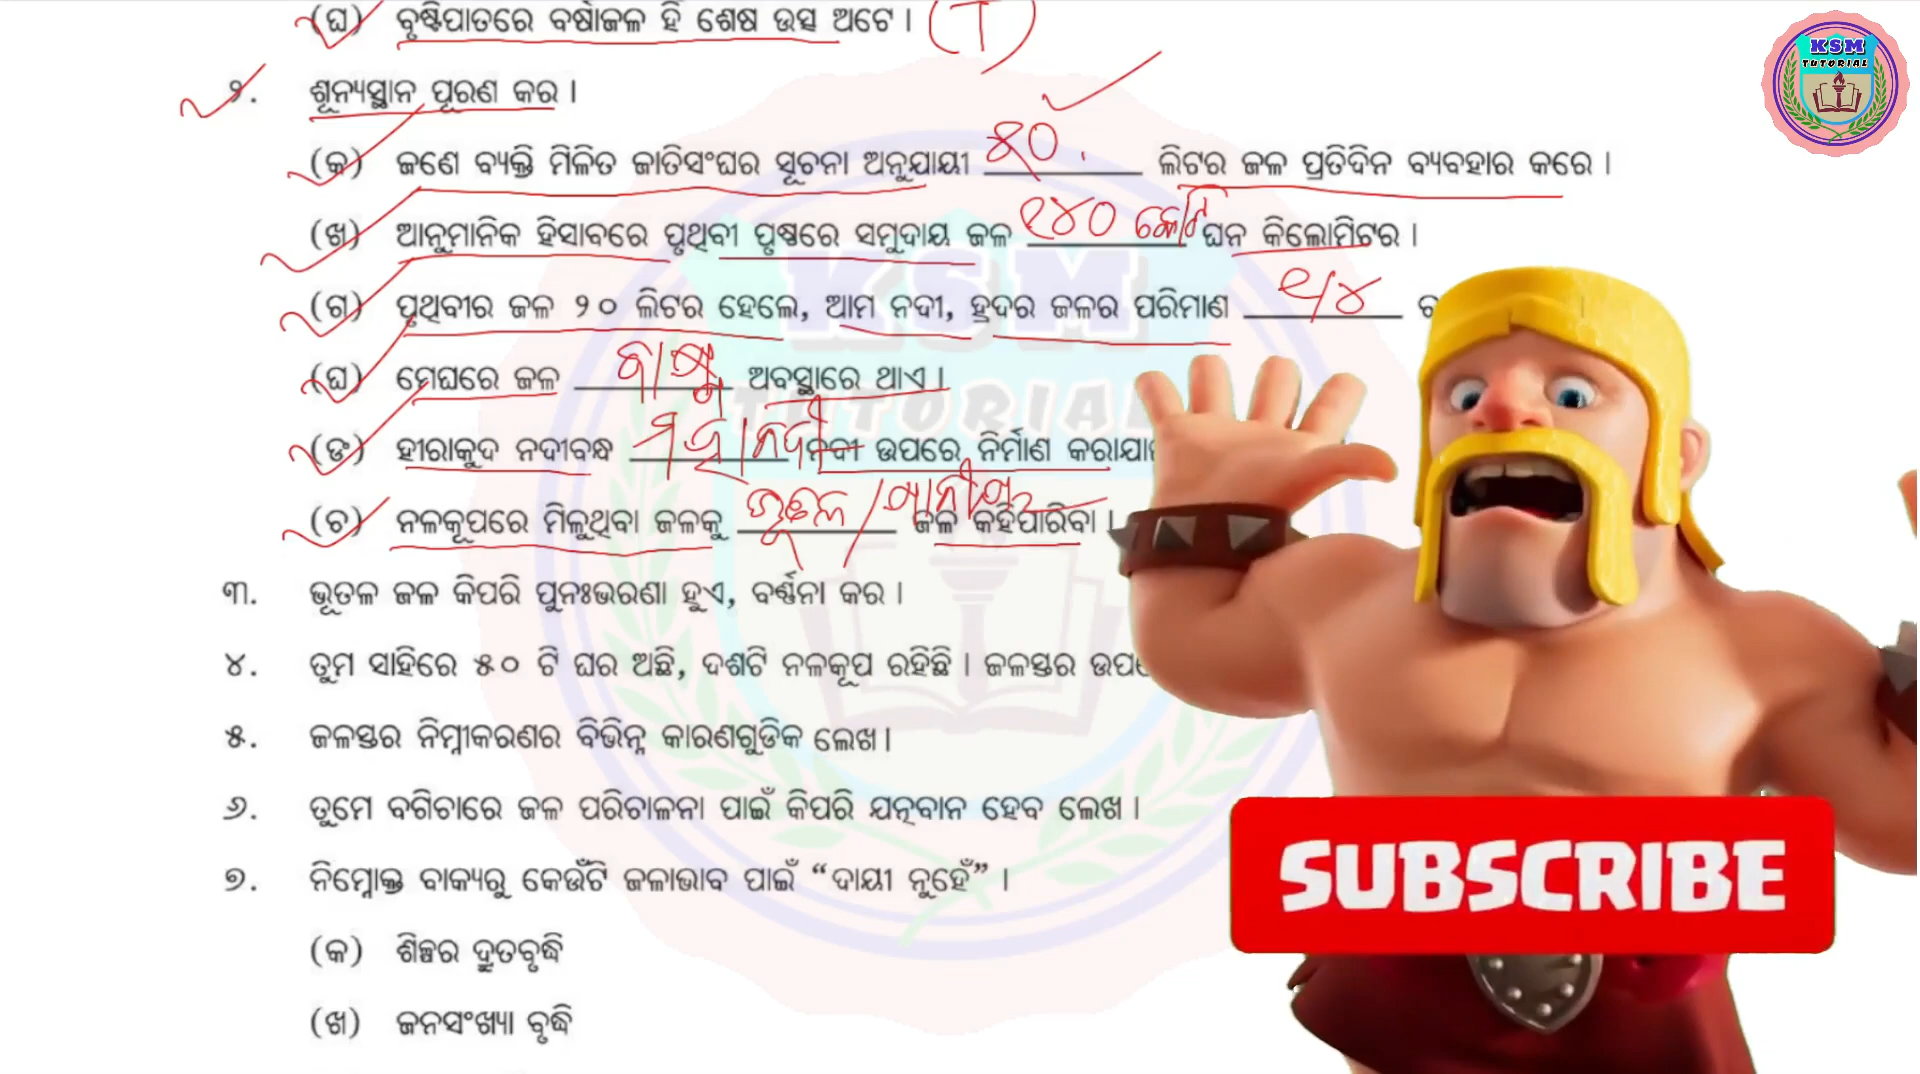 (ଘ) ବୃଷ୍ଟିପାତରେ ବର୍ଷାଜଳ ହିଁ ଶେଷ ଉତ୍ସ ଅଟେ । (T)
KSM
TUTORIAL
୨. ଶୂନ୍ୟସ୍ଥାନ ପୂରଣ କର ।
(କ) ଜଣେ ବ୍ୟକ୍ତି ମିଳିତ ଜାତିସଂଘର ସୂଚନା ଅନୁଯାୟୀ ୫୦ ଲିଟର ଜଳ ପ୍ରତିଦିନ ବ୍ୟବହାର କରେ ।
(ଖ) ଆନୁମାନିକ ହିସାବରେ ପୃଥିବୀ ପୃଷ୍ଠରେ ସମୁଦାୟ ଜଳ ୧୪୦ କୋଟି ଘନ କିଲୋମିଟର ।
(ଗ) ପୃଥିବୀର ଜଳ ୨୦ ଲିଟର ହେଲେ, ଆମ ନଦୀ, ହ୍ରଦର ଜଳର ପରିମାଣ ୧/୪
(ଘ) ମେଘରେ ଜଳ ବାଷ୍ପ ଅବସ୍ଥାରେ ଥାଏ ।
(ଙ) ହୀରାକୁଦ ନଦୀବନ୍ଧ ମହାନଦୀ ନଦୀ ଉପରେ ନିର୍ମାଣ
(ଚ) ନଳକୂପରେ ମିଳୁଥିବା ଜଳକୁ ଭୂତଳ / ପାନୀୟ ଜଳ କହିପାରିବା ।
୩. ଭୂତଳ ଜଳ କିପରି ପୁନଃଭରଣା ହୁଏ, ବର୍ଣ୍ଣନା କର ।
୪. ତୁମ ସାହିରେ ୫୦ ଟି ଘର ଅଛି, ଦଶଟି ନଳକୂପ ରହିଛି । ଜଳସ୍ତର
୫. ଜଳସ୍ତର ନିମ୍ନୀକରଣର ବିଭିନ୍ନ କାରଣଗୁଡିକ ଲେଖ ।
୬. ତୁମେ ବଗିଚାରେ ଜଳ ପରିଚାଳନା ପାଇଁ କିପରି ଯତ୍ନବାନ ହେବ ଲେଖ ।
୭. ନିମ୍ନୋକ୍ତ ବାକ୍ୟରୁ କେଉଁଟି ଜଳାଭାବ ପାଇଁ “ଦାୟୀ ନୁହେଁ” ।
(କ) ଶିଳ୍ପର ଦ୍ରୁତବୃଦ୍ଧି
(ଖ) ଜନସଂଖ୍ୟା ବୃଦ୍ଧି
KSM
TUTORIAL
SUBSCRIBE